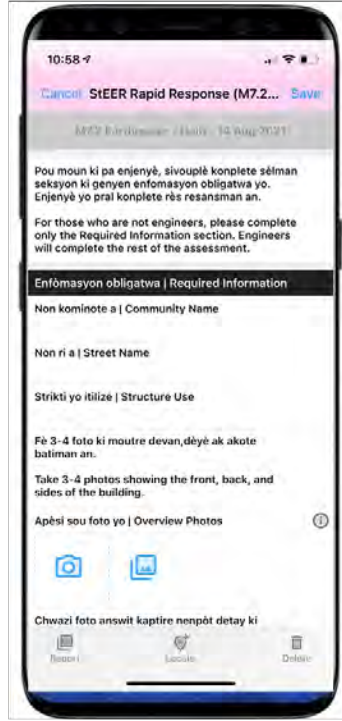 10:58
Cancel StEER Rapid Response (M7.2... Save
M7.2 Earthquake / Haiti / 14 Aug 2021
Pou moun ki pa enjenyè, sivouplè konplete sèlman
seksyon ki genyen enfomasyon obligatwa yo.
Enjenyè yo pral konplete rès resansman an.
For those who are not engineers, please complete
only the Required Information section. Engineers
will complete the rest of the assessment.
Enfòmasyon obligatwa | Required Information
Non kominote a | Community Name
Non ri a | Street Name
Strikti yo itilize | Structure Use
Fè 3-4 foto ki moutre devan,dèyè ak akote
batiman an.
Take 3-4 photos showing the front, back, and
sides of the building.
Apèsi sou foto yo | Overview Photos
Chwazi foto answit kaptire nenpòt detay ki
Report Locate Delete